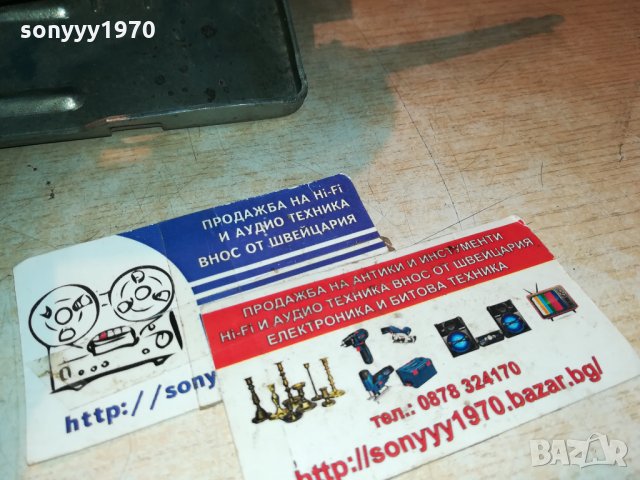 sonyyy1970
ПРОДАЖБА НА Hi-Fi
И АУДИО ТЕХНИКА
ВНОС ОТ ШВЕЙЦАРИЯ
http://sony
ПРОДАЖБА НА АНТИКИ И ИНСТУМЕНТИ
Hi-Fi И АУДИО ТЕХНИКА ВНОС ОТ ШВЕЙЦАРИЯ
ЕЛЕКТРОНИКА И БИТОВА ТЕХНИКА
тел.: 0878 324170
http://sonyyy1970.bazar.bg/
BAZAR